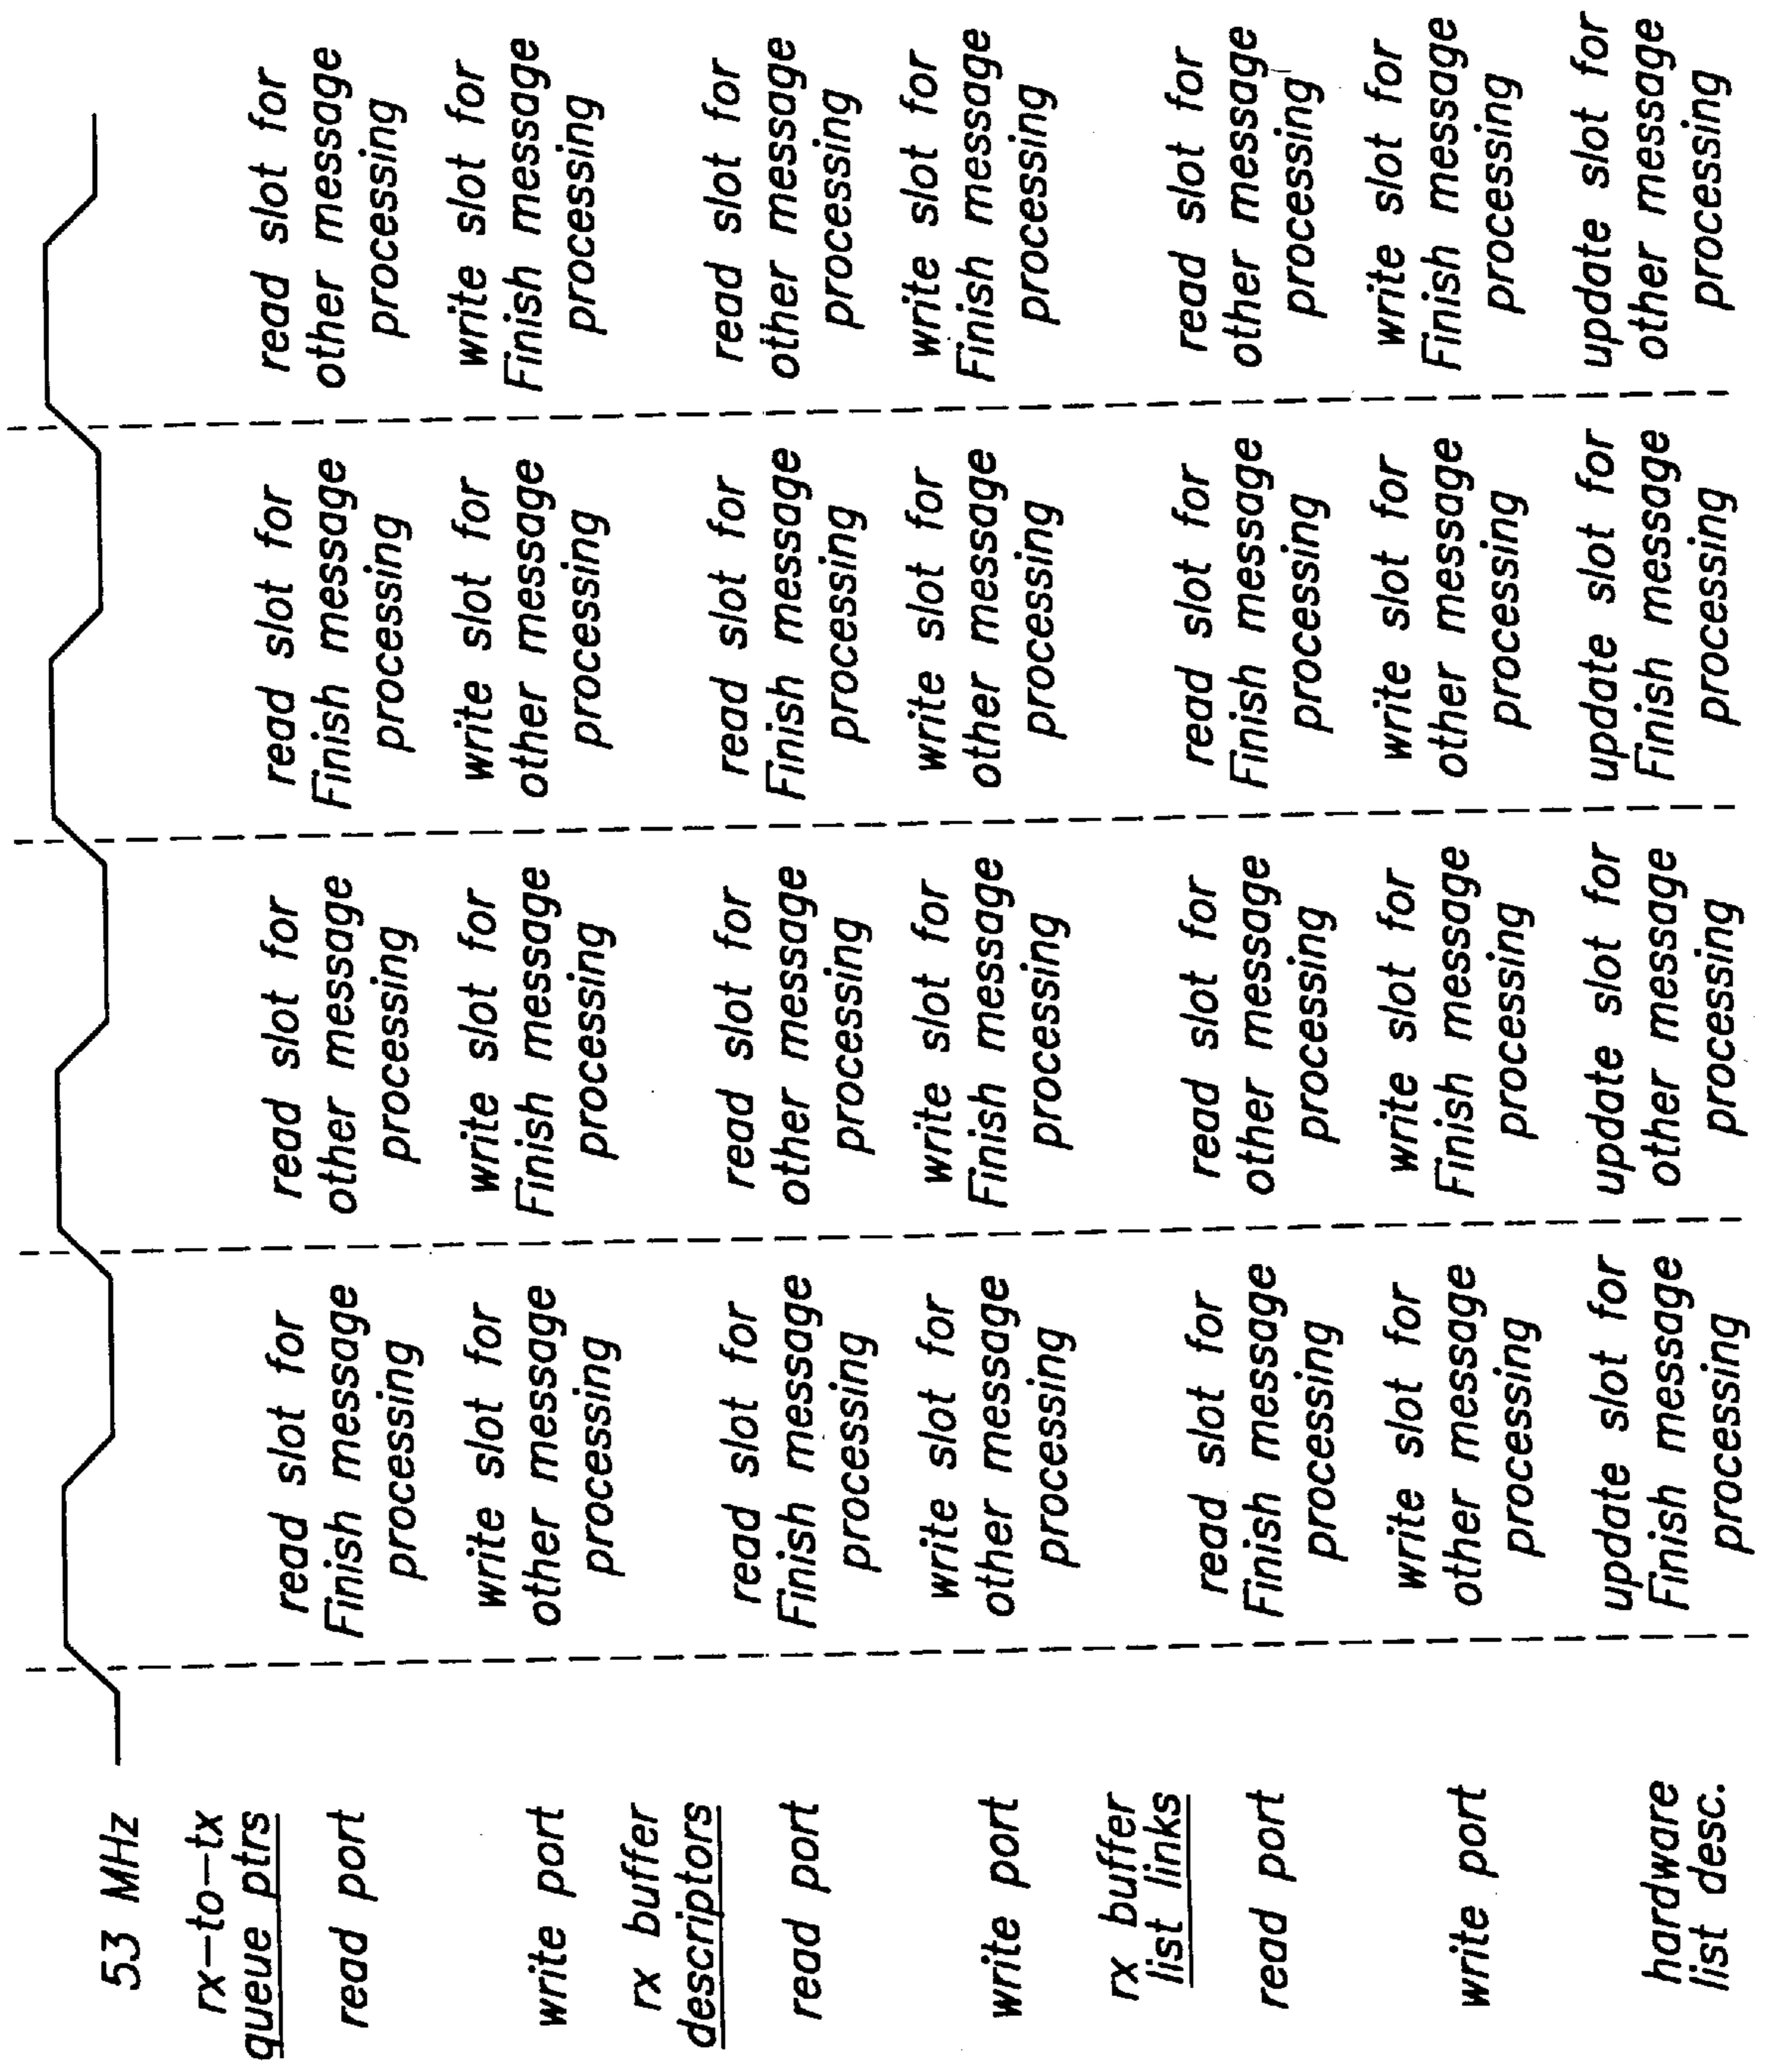 53 MHz
rx-to-tx
queue ptrs
read port
read slot for
Finish message
processing
read slot for
other message
processing
read slot for
Finish message
processing
read slot for
other message
processing
write port
write slot for
other message
processing
write slot for
Finish message
processing
write slot for
other message
processing
write slot for
Finish message
processing
rx buffer
descriptors
read port
read slot for
Finish message
processing
read slot for
other message
processing
read slot for
Finish message
processing
read slot for
other message
processing
write port
write slot for
other message
processing
write slot for
Finish message
processing
write slot for
other message
processing
write slot for
Finish message
processing
rx buffer
list links
read port
read slot for
Finish message
processing
read slot for
other message
processing
read slot for
Finish message
processing
read slot for
other message
processing
write port
write slot for
other message
processing
write slot for
Finish message
processing
write slot for
other message
processing
write slot for
Finish message
processing
hardware
list desc.
update slot for
Finish message
processing
update slot for
other message
processing
update slot for
Finish message
processing
update slot for
other message
processing